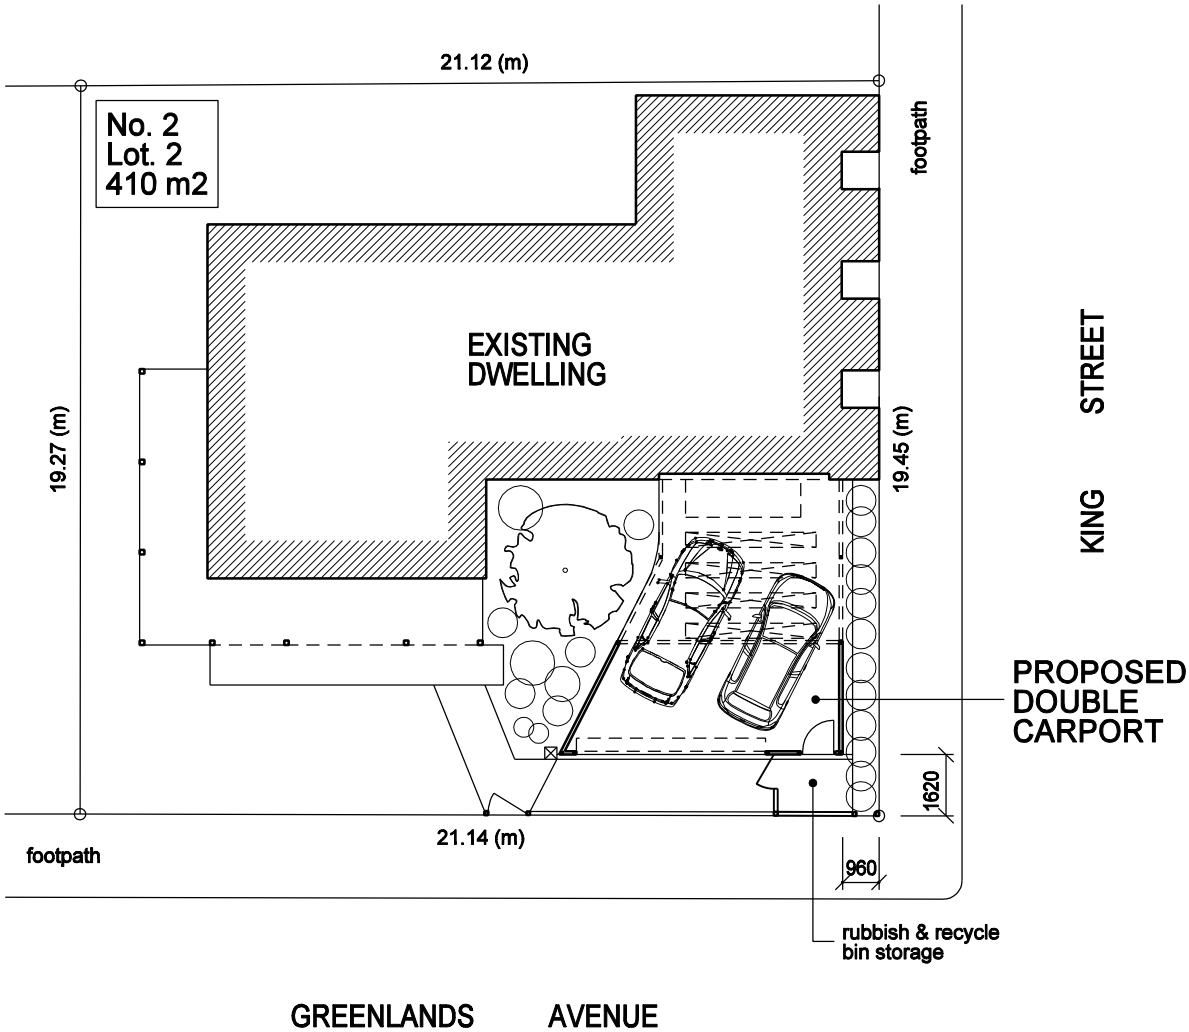 21.12 (m)
No. 2
Lot. 2
410 m2
footpath
EXISTING
DWELLING
19.27 (m)
19.45 (m)
KING STREET
PROPOSED
DOUBLE
CARPORT
1620
21.14 (m)
footpath
960
rubbish & recycle
bin storage
GREENLANDS AVENUE